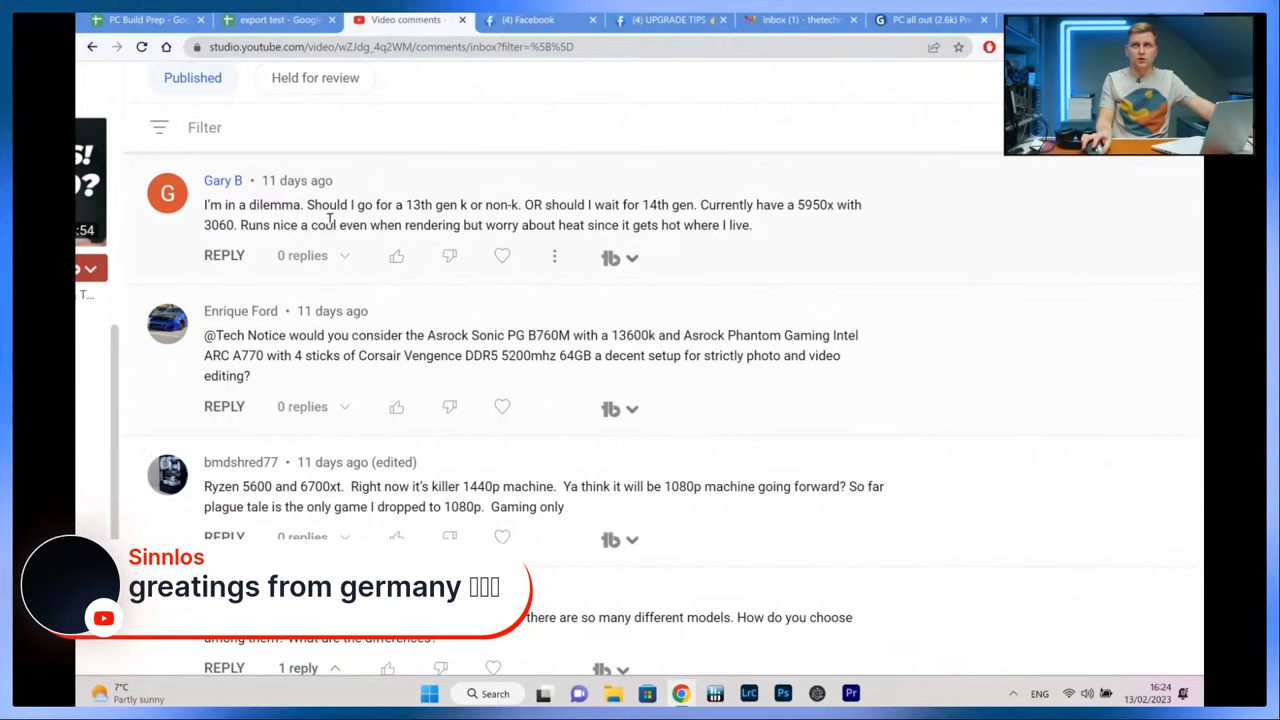 PC Build Prep - Goo
export test - Google
Video comments -
(4) Facebook
(4) UPGRADE TIPS
Inbox (1) - thetechn
PC all out (2.6k) Pre
studio.youtube.com/video/wZJdg_4q2WM/comments/inbox?filter=%5B%5D
Published
Held for review
Filter
S!
O?
:54
T...
G
Gary B • 11 days ago
I'm in a dilemma. Should I go for a 13th gen k or non-k. OR should I wait for 14th gen. Currently have a 5950x with
3060. Runs nice a cool even when rendering but worry about heat since it gets hot where I live.
REPLY 0 replies
Enrique Ford • 11 days ago
@Tech Notice would you consider the Asrock Sonic PG B760M with a 13600k and Asrock Phantom Gaming Intel
ARC A770 with 4 sticks of Corsair Vengence DDR5 5200mhz 64GB a decent setup for strictly photo and video
editing?
REPLY 0 replies
bmdshred77 • 11 days ago (edited)
Ryzen 5600 and 6700xt. Right now it's killer 1440p machine. Ya think it will be 1080p machine going forward? So far
plague tale is the only game I dropped to 1080p. Gaming only
REPLY 0 replies
Sinnlos
greatings from germany
there are so many different models. How do you choose
among them? What are the differences?
REPLY 1 reply
7°C
Partly sunny
Search
Lrc
Ps
Pr
ENG
16:24
13/02/2023